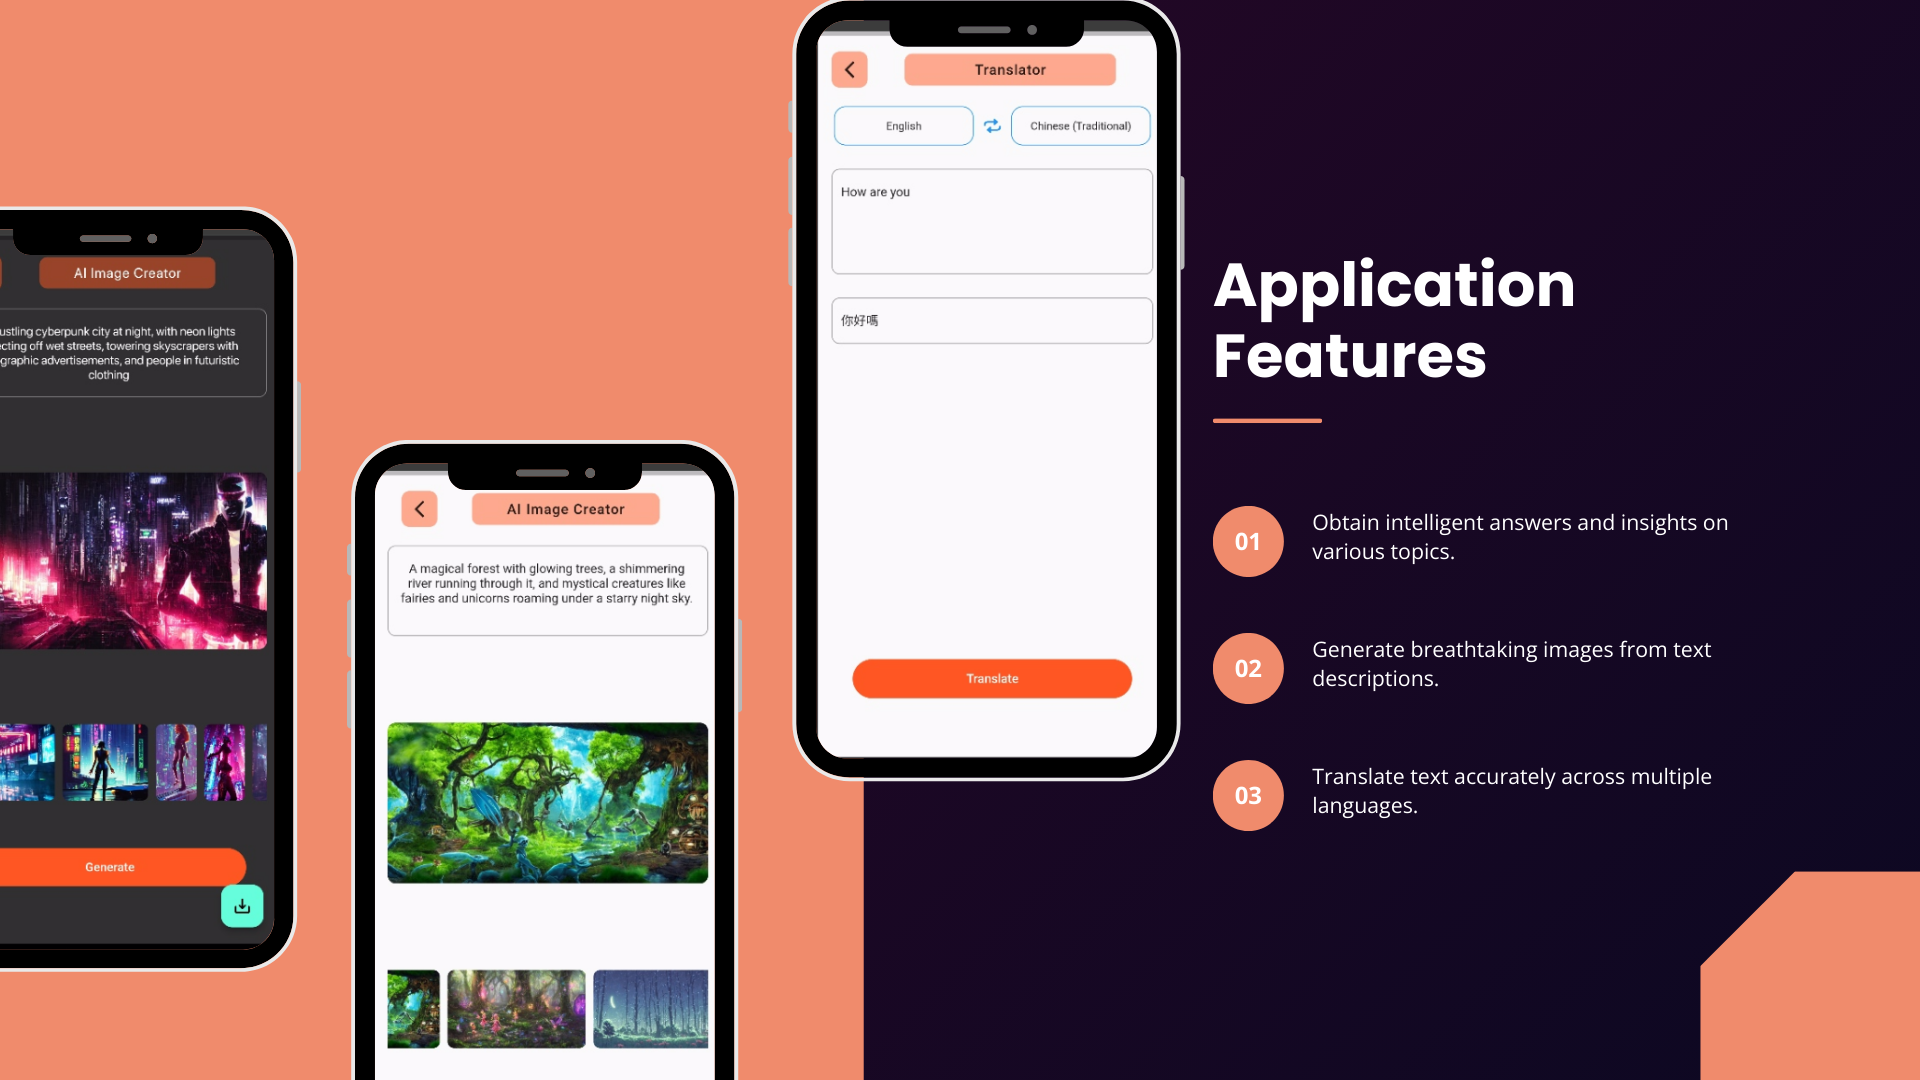 AI Image Creator
cyberpunk city at night, with neon lights
off wet streets, towering skyscrapers with
advertisements, and people in futuristic
clothing
Generate
AI Image Creator
A magical forest with glowing trees, a shimmering
river running through it, and mystical creatures like
fairies and unicorns roaming under a starry night sky.
Translator
English
Chinese (Traditional)
How are you
你好嗎
Translate
Application
Features
01
Obtain intelligent answers and insights on
various topics.
02
Generate breathtaking images from text
descriptions.
03
Translate text accurately across multiple
languages.